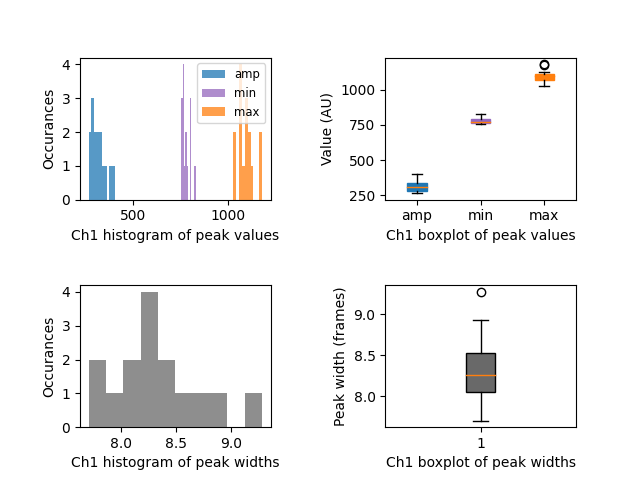 4
3
2
1
0
Occurances
amp
min
max
500
1000
Ch1 histogram of peak values
1000
750
500
250
Value (AU)
amp
min
max
Ch1 boxplot of peak values
4
3
2
1
0
Occurances
8.0
8.5
9.0
Ch1 histogram of peak widths
9.0
8.5
8.0
Peak width (frames)
1
Ch1 boxplot of peak widths